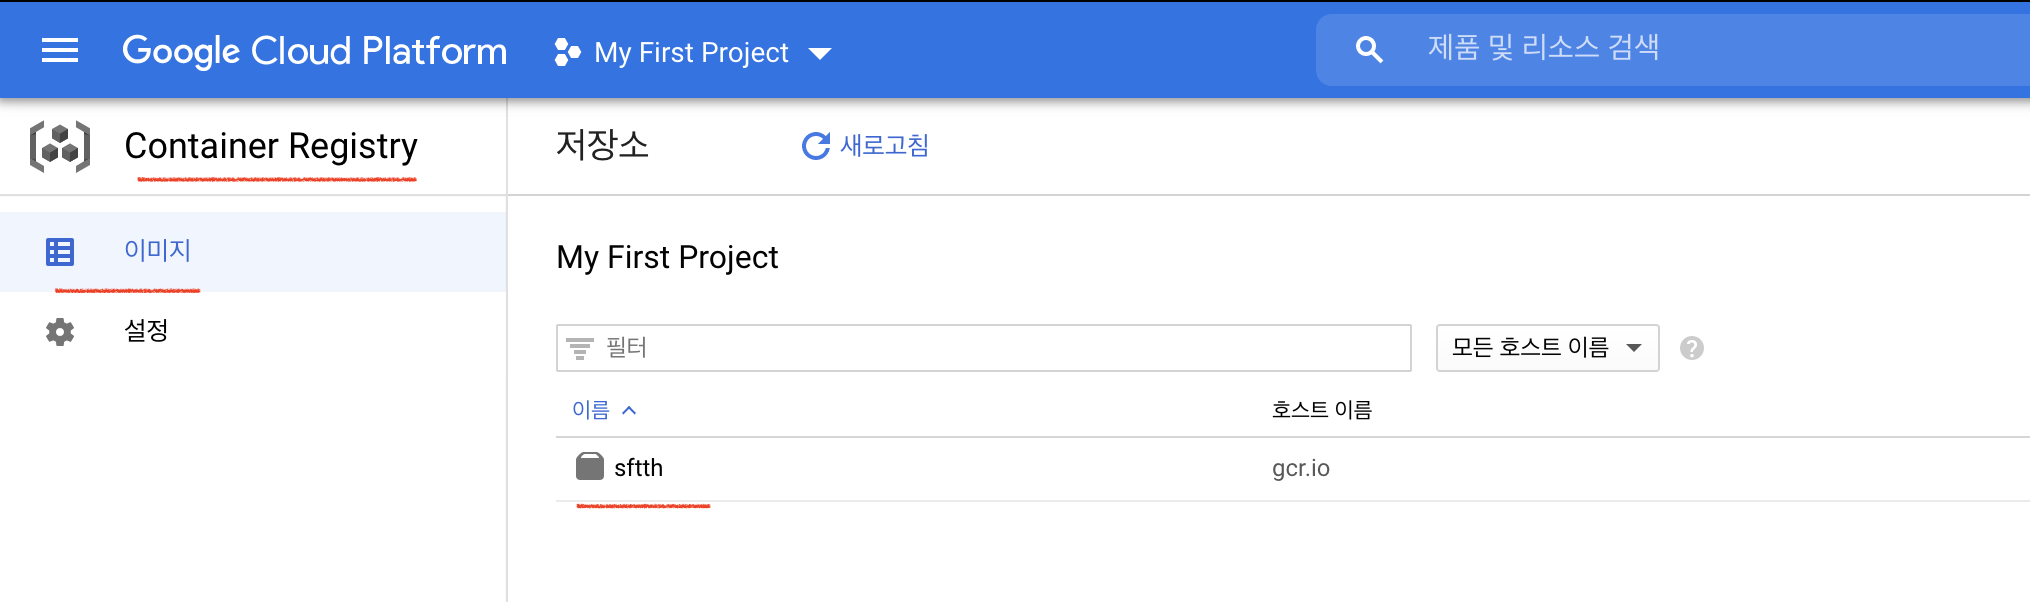 Google Cloud Platform My First Project 제품 및 리소스 검색
Container Registry 저장소 새로고침
이미지
설정
My First Project
필터 모든 호스트 이름 ?
이름 호스트 이름
sftth gcr.io